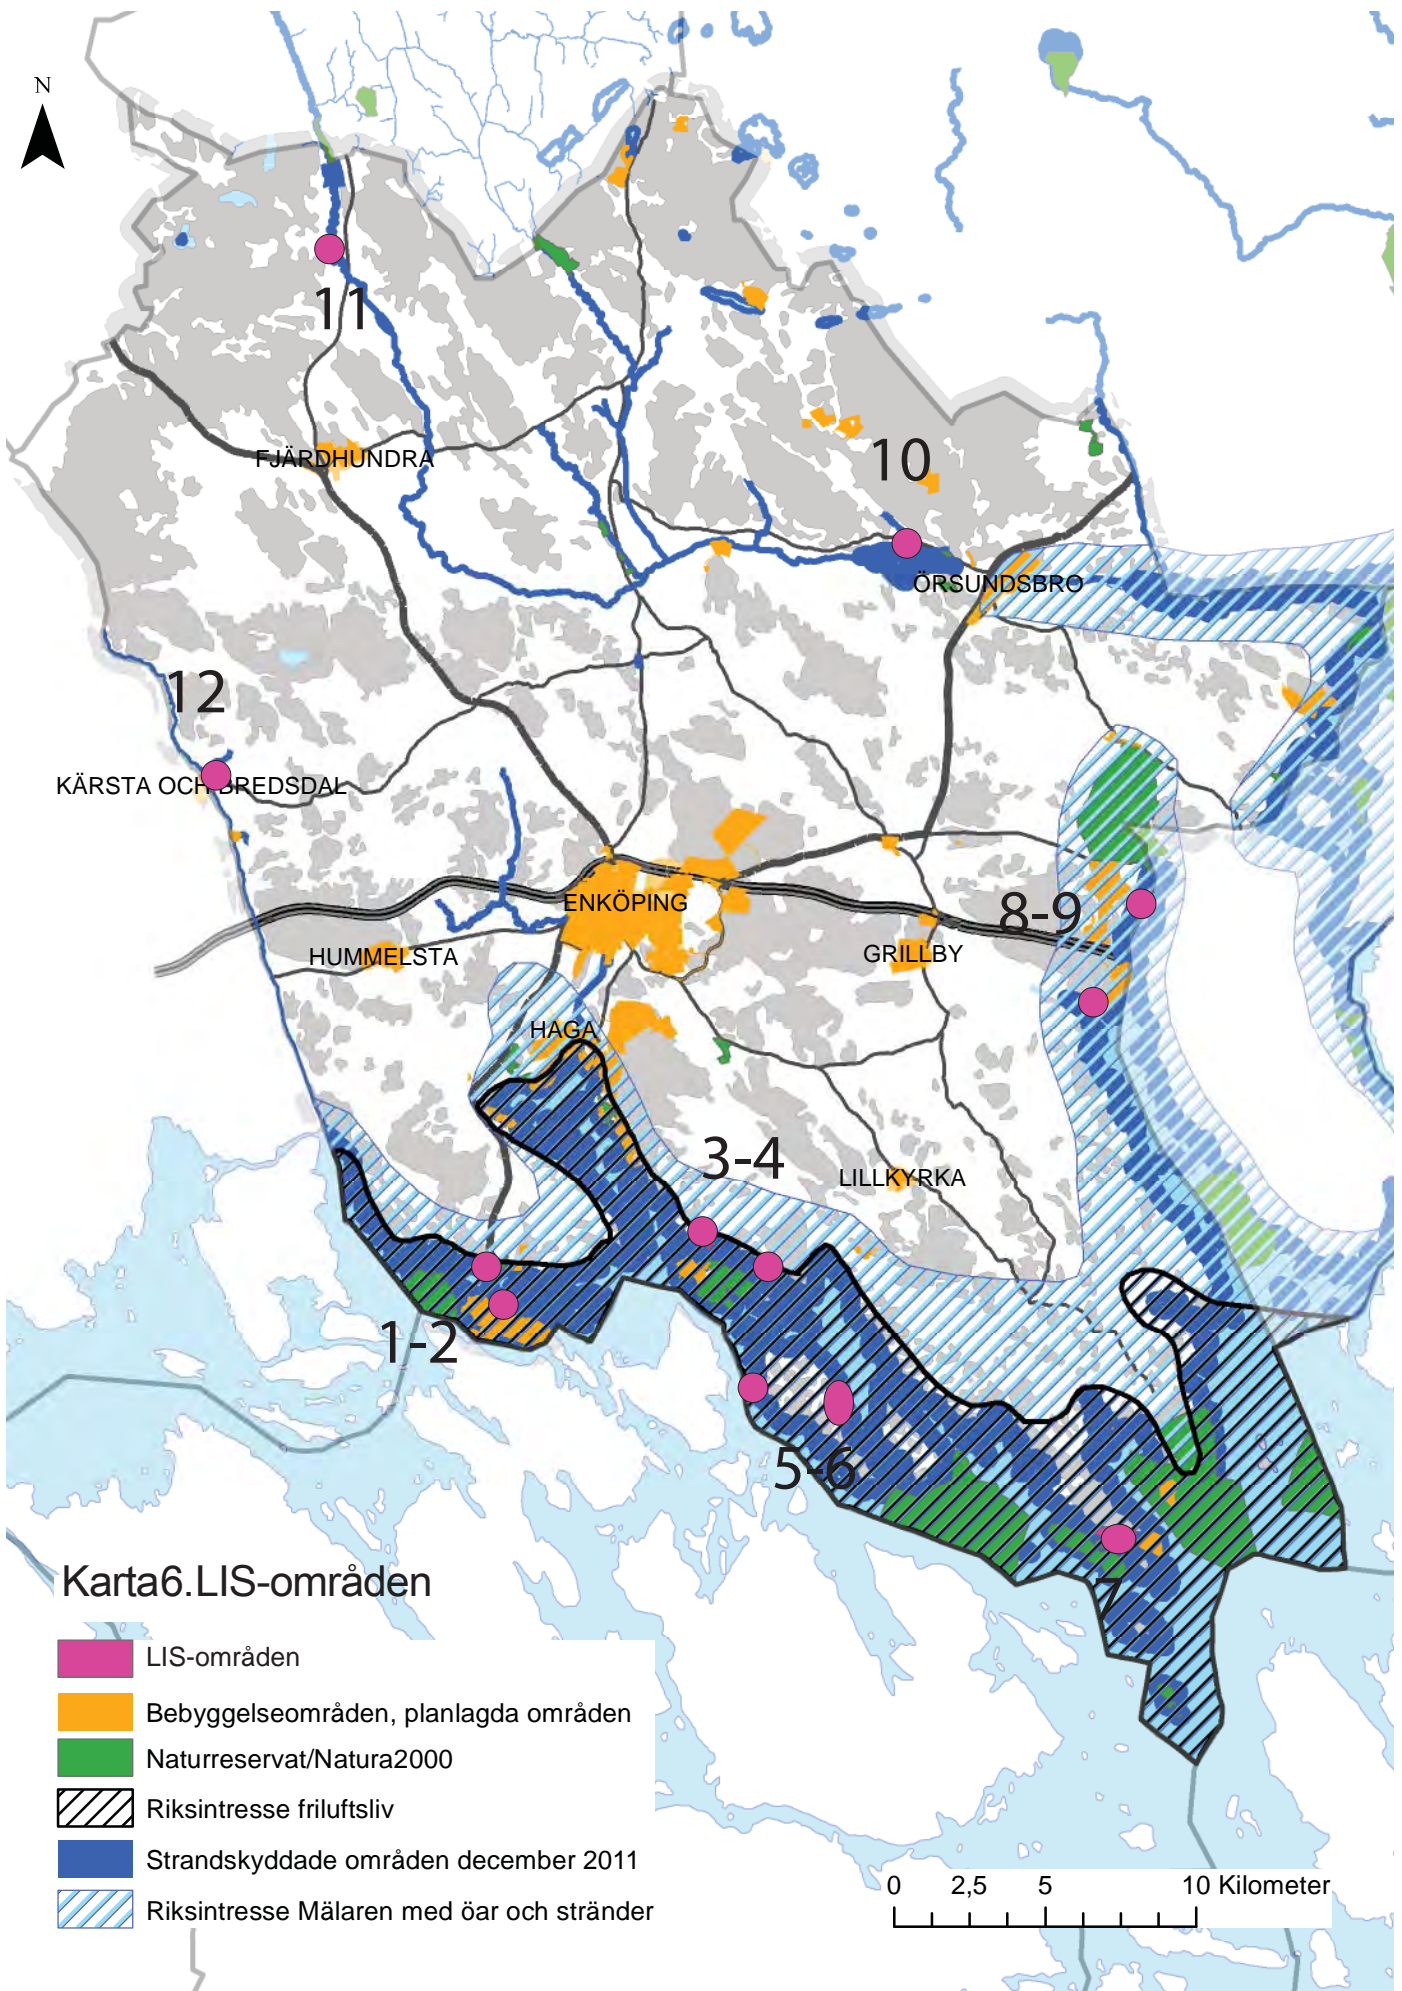 N
11
FJÄRDHUNDRA
10
ÖRSUNDSBRO
12
KÄRSTA OCH BREDSDAL
ENKÖPING
8-9
HUMMELSTA
GRILLBY
HAGA
3-4
LILLKYRKA
1-2
5-6
7
Karta6.LIS-områden
LIS-områden
Bebyggelseområden, planlagda områden
Naturreservat/Natura2000
Riksintresse friluftsliv
Strandskyddade områden december 2011
Riksintresse Mälaren med öar och stränder
0 2,5 5 10 Kilometer